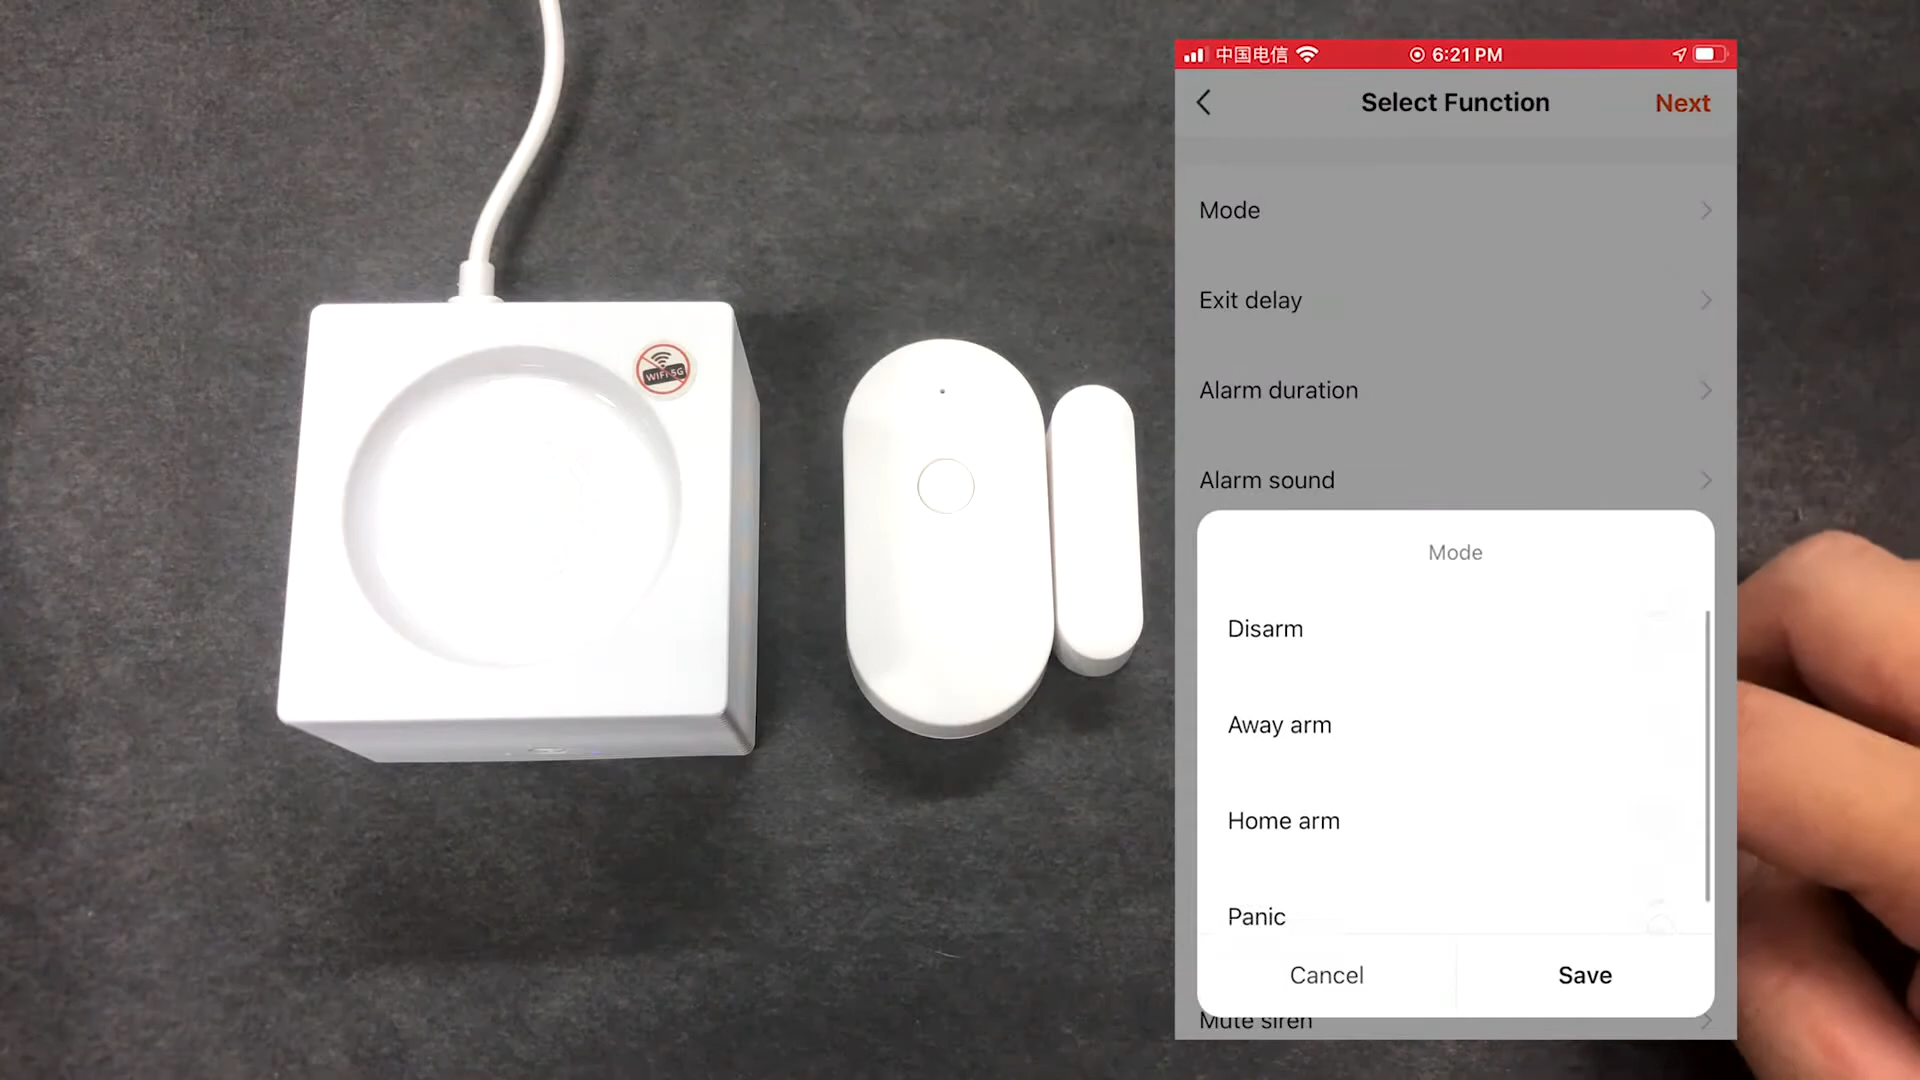 WIFI-5G
中国电信
6:21 PM
Select Function
Next
Mode
Exit delay
Alarm duration
Alarm sound
Mode
Disarm
Away arm
Home arm
Panic
Cancel
Save
Mute siren